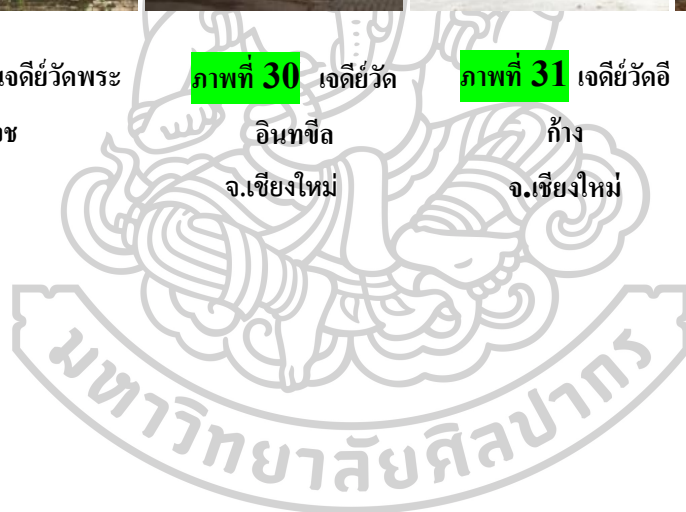 นเจดีย์วัดพระ
วช
ภาพที่ 30 เจดีย์วัด
อินทขีล
จ.เชียงใหม่
ภาพที่ 31 เจดีย์วัดอี
ก้าง
จ.เชียงใหม่
มหาวิทยาลัยศิลปากร